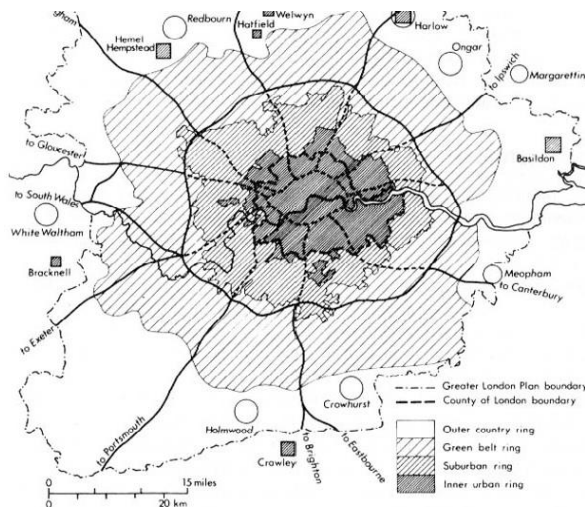 Redbourn
Welwyn
Hatfield
Harlow
Hemel
Hempstead
Ongar
to Ipswich
Margarettin
to Gloucester
Basildon
to South Wales
White Waltham
Bracknell
Meopham
to Canterbury
to Exeter
Crowhurst
Holmwood
to Portsmouth
Crawley
to Brighton
to Eastbourne
Greater London Plan boundary
County of London boundary
Outer country ring
Green belt ring
Suburban ring
Inner urban ring
0 15 miles
0 20 km